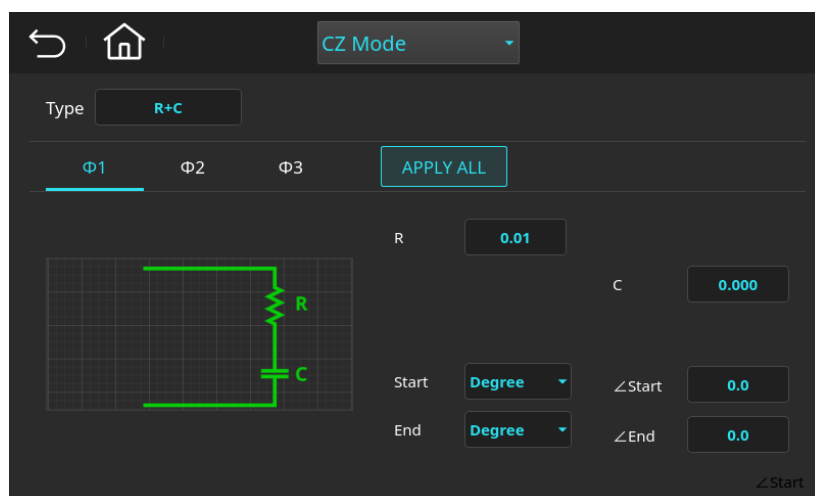 CZ Mode
Type R+C
Φ1 Φ2 Φ3 APPLY ALL
R 0.01
R
C 0.000
C
Start Degree ∠Start 0.0
End Degree ∠End 0.0
∠Start